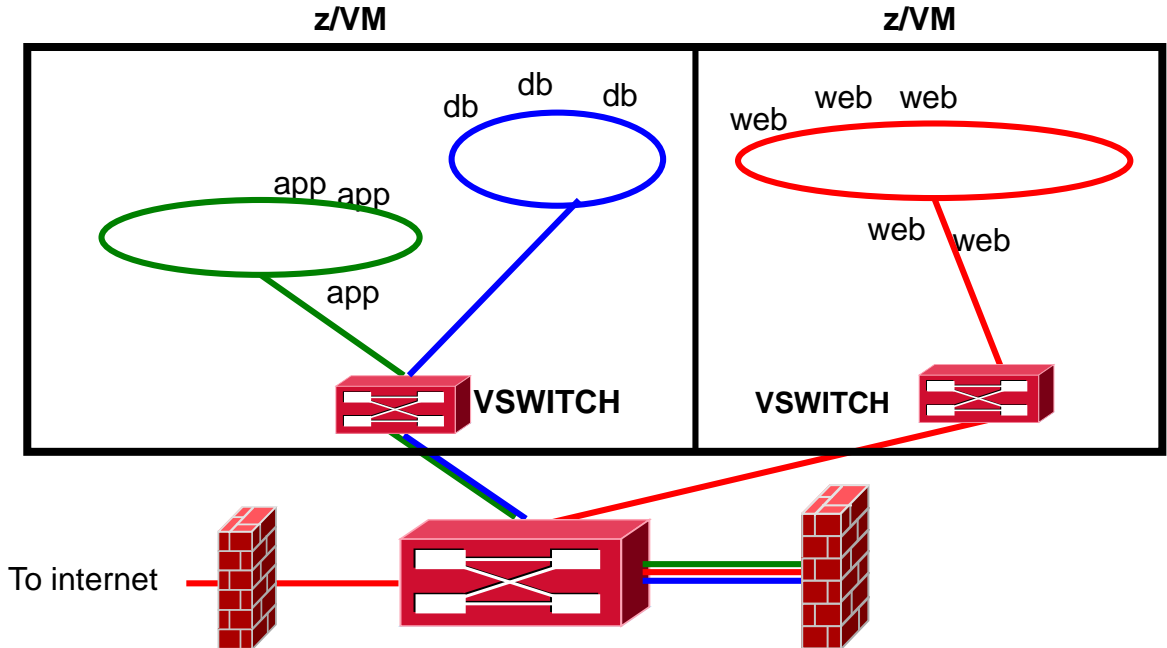 z/VM
z/VM
db
db
db
app
app
app
VSWITCH
web
web
web
web
web
VSWITCH
To internet